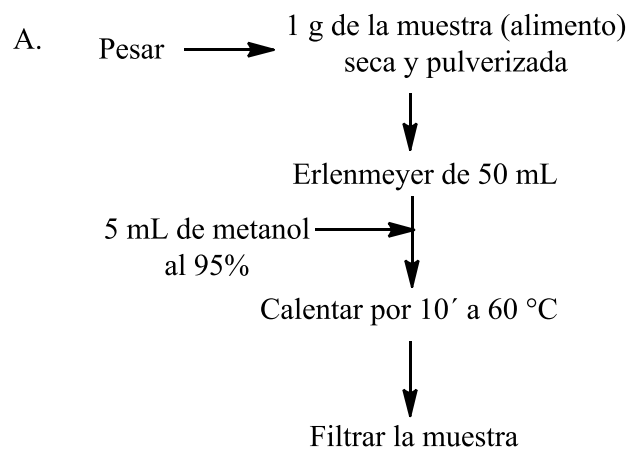 A.
Pesar
1 g de la muestra (alimento)
seca y pulverizada
Erlenmeyer de 50 mL
5 mL de metanol
al 95%
Calentar por 10´ a 60 °C
Filtrar la muestra